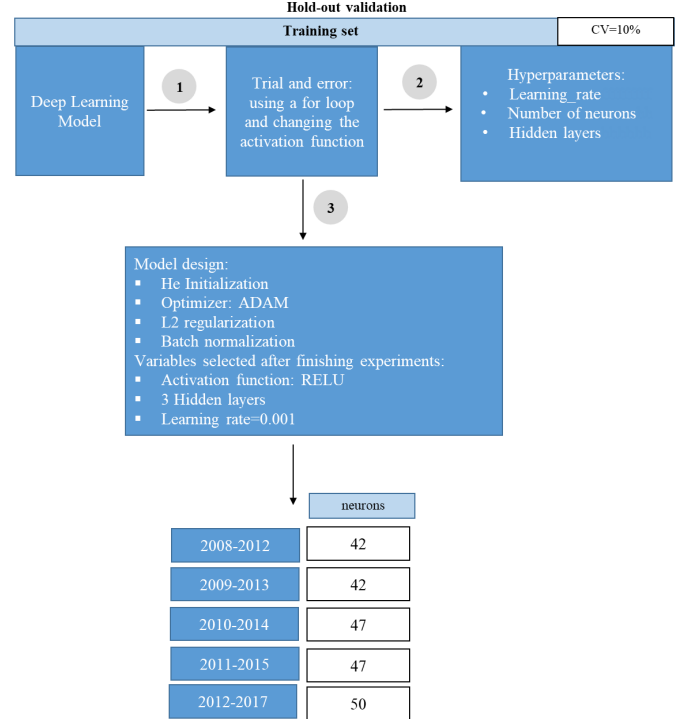 Hold-out validation
Training set
CV=10%
Deep Learning
Model
1
Trial and error:
using a for loop
and changing the
activation function
2
Hyperparameters:
• Learning_rate
• Number of neurons
• Hidden layers
3
Model design:
▪ He Initialization
▪ Optimizer: ADAM
▪ L2 regularization
▪ Batch normalization
Variables selected after finishing experiments:
▪ Activation function: RELU
▪ 3 Hidden layers
▪ Learning rate=0.001
neurons
2008-2012 42
2009-2013 42
2010-2014 47
2011-2015 47
2012-2017 50